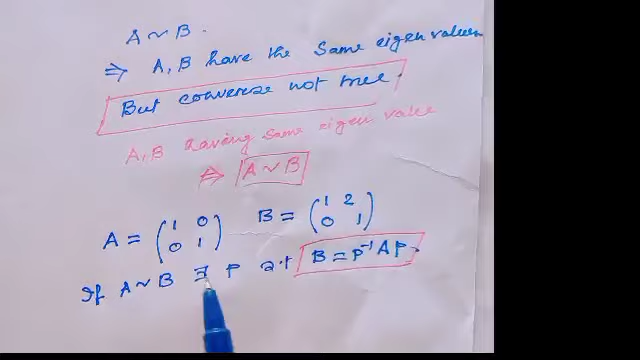 A ~ B.
⇒ A, B have the same eigen values
But converse not true.
A, B having same eigen value
⇏ A ~ B
A = (1 0
0 1) B = (1 2
0 1)
If A ~ B ∃ P s.t B = P⁻¹ A P.